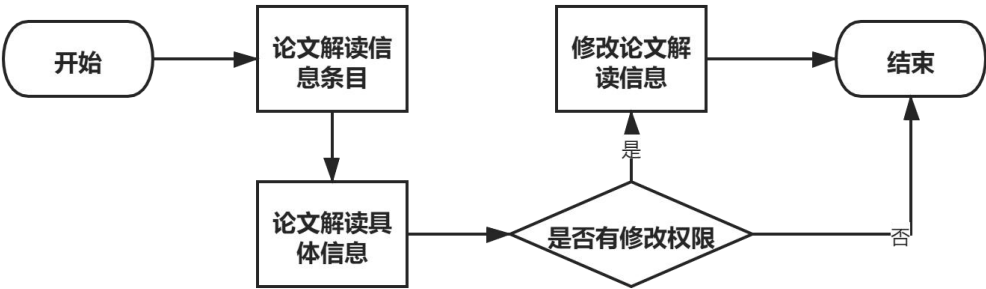 开始
论文解读信
息条目
修改论文解
读信息
结束
是
论文解读具
体信息
是否有修改权限
否